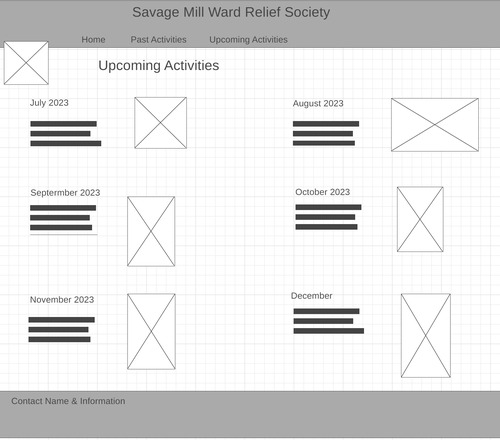 Savage Mill Ward Relief Society
Home Past Activities Upcoming Activities
Upcoming Activities
July 2023
August 2023
Septermber 2023
October 2023
November 2023
December
Contact Name & Information